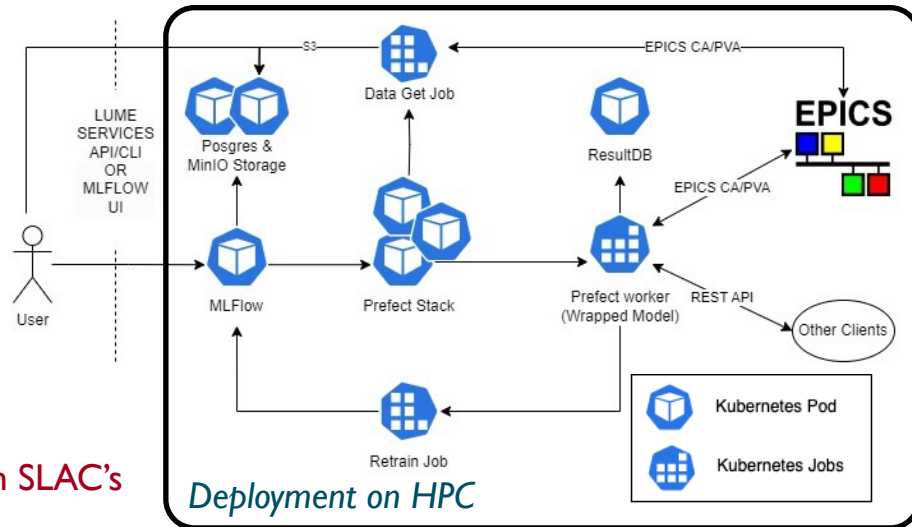 S3
EPICS CA/PVA
Data Get Job
LUME
SERVICES
API/CLI
OR
MLFLOW
UI
Posgres &
MinIO Storage
ResultDB
EPICS
EPICS CA/PVA
User
MLFlow
Prefect Stack
Prefect worker
(Wrapped Model)
REST API
Other Clients
Retrain Job
Kubernetes Pod
Kubernetes Jobs
SLAC's
Deployment on HPC